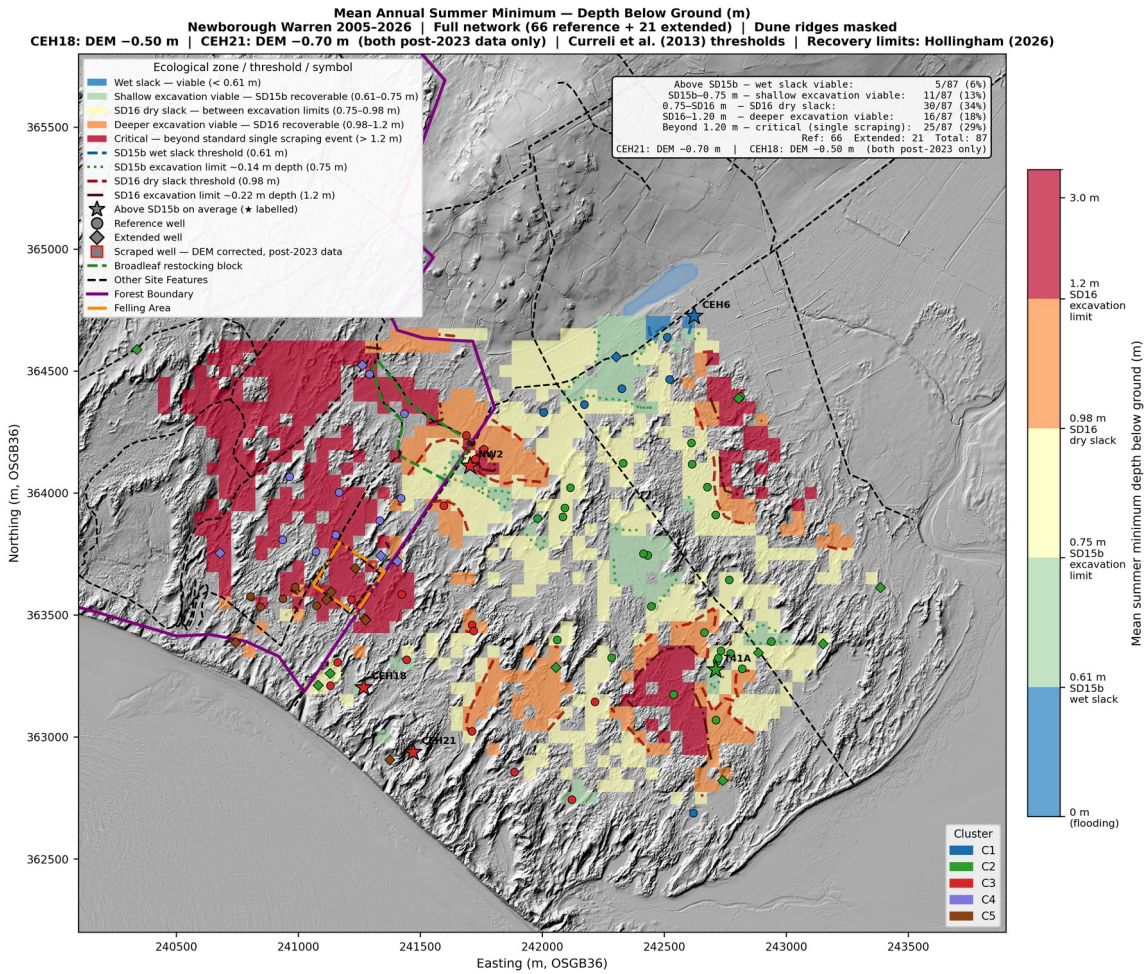 Mean Annual Summer Minimum — Depth Below Ground (m)
Newborough Warren 2005–2026 | Full network (66 reference + 21 extended) | Dune ridges masked
CEH18: DEM −0.50 m | CEH21: DEM −0.70 m (both post-2023 data only) | Curreli et al. (2013) thresholds | Recovery limits: Hollingham (2026)
Ecological zone / threshold / symbol
Wet slack — viable (< 0.61 m)
Shallow excavation viable — SD15b recoverable (0.61–0.75 m)
SD16 dry slack — between excavation limits (0.75–0.98 m)
Deeper excavation viable — SD16 recoverable (0.98–1.2 m)
Critical — beyond standard single scraping event (> 1.2 m)
SD15b wet slack threshold (0.61 m)
SD15b excavation limit ~0.14 m depth (0.75 m)
SD16 dry slack threshold (0.98 m)
SD16 excavation limit ~0.22 m depth (1.2 m)
Above SD15b on average (★ labelled)
Reference well
Extended well
Scraped well — DEM corrected, post-2023 data
Broadleaf restocking block
Other Site Features
Forest Boundary
Felling Area
Above SD15b — wet slack viable: 5/87 (6%)
SD15b–0.75 m — shallow excavation viable: 11/87 (13%)
0.75–SD16 m — SD16 dry slack: 30/87 (34%)
SD16–1.20 m — deeper excavation viable: 16/87 (18%)
Beyond 1.20 m — critical (single scraping): 25/87 (29%)
Ref: 66 Extended: 21 Total: 87
CEH21: DEM −0.70 m | CEH18: DEM −0.50 m (both post-2023 data only)
CEH6
NW2
T41A
CEH18
CEH21
3.0 m
1.2 m
SD16
excavation
limit
0.98 m
SD16
dry slack
0.75 m
SD15b
excavation
limit
0.61 m
SD15b
wet slack
0 m
(flooding)
Mean summer minimum depth below ground (m)
Cluster
C1
C2
C3
C4
C5
365500
365000
364500
364000
363500
363000
362500
Northing (m, OSGB36)
240500
241000
241500
242000
242500
243000
243500
Easting (m, OSGB36)